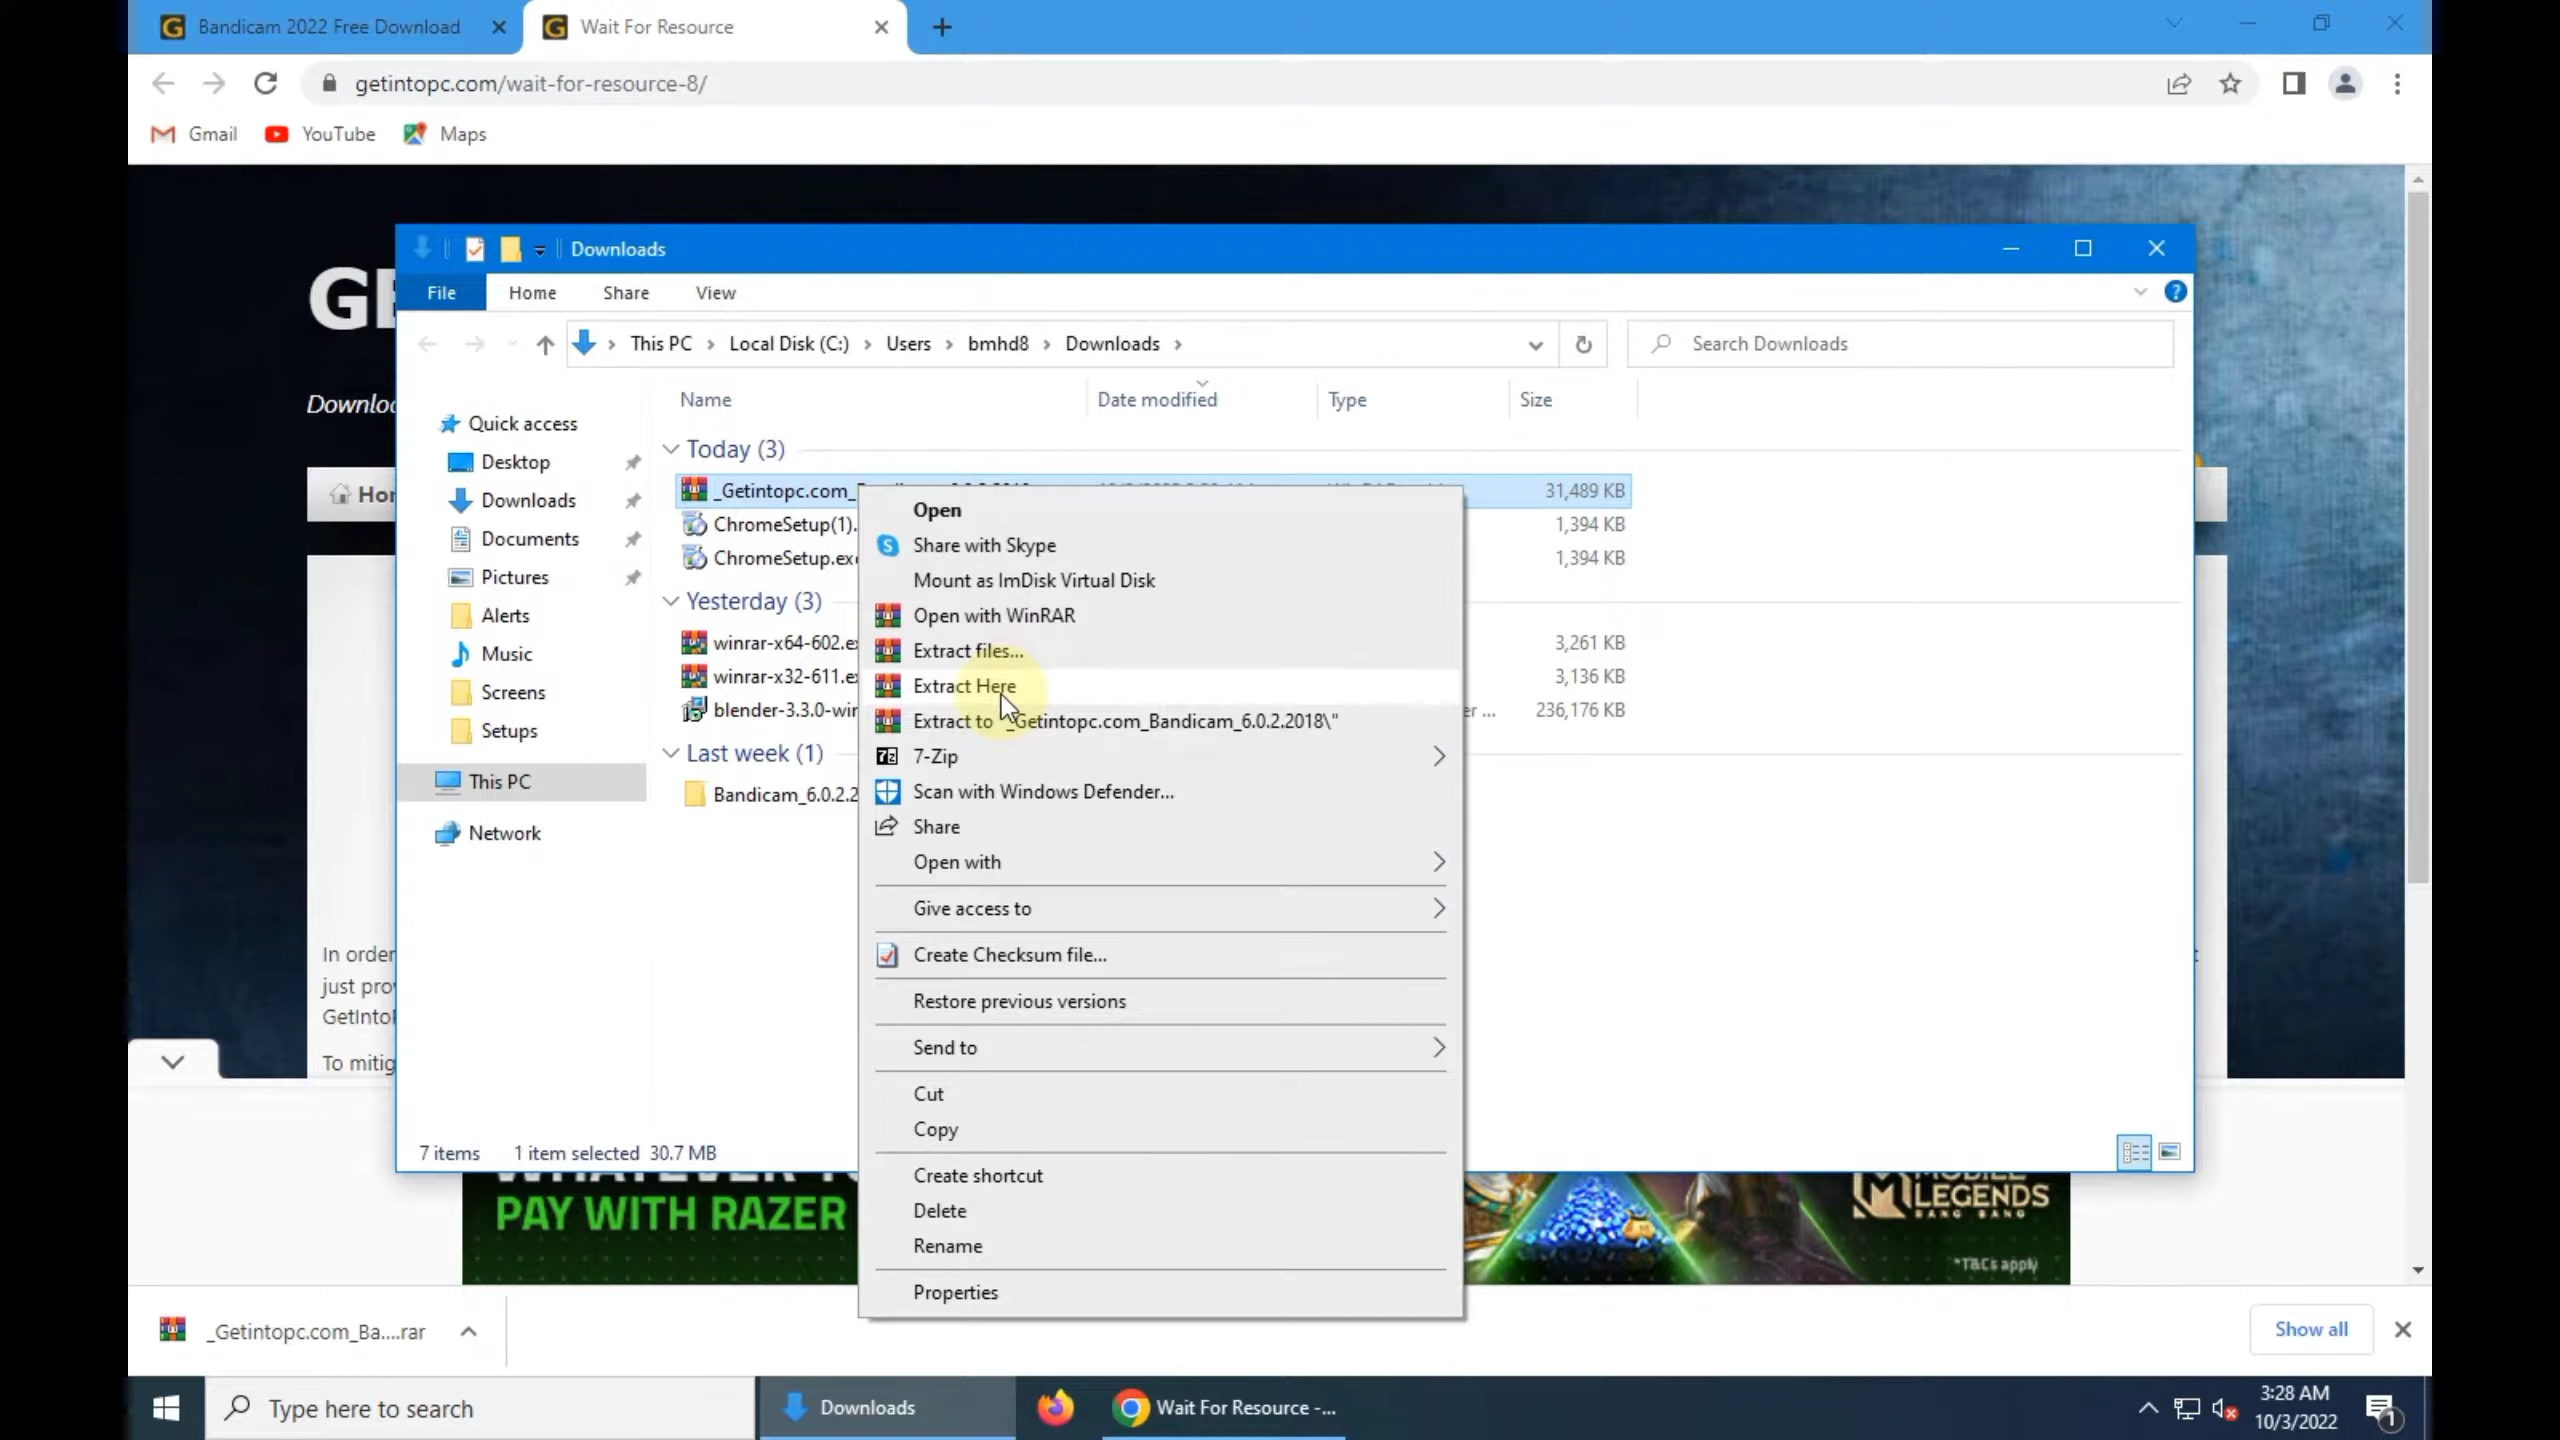 Bandicam 2022 Free Download
Wait For Resource
getintopc.com/wait-for-resource-8/
Gmail YouTube Maps
Downloads
File Home Share View
This PC Local Disk (C:) Users bmhd8 Downloads
Search Downloads
Name Date modified Type Size
Quick access
Desktop
Downloads
Documents
Pictures
Alerts
Music
Screens
Setups
This PC
Network
Today (3)
_Getintopc.com_ 31,489 KB
ChromeSetup(1). 1,394 KB
ChromeSetup.ex 1,394 KB
Yesterday (3)
winrar-x64-602.e 3,261 KB
winrar-x32-611.e 3,136 KB
blender-3.3.0-wi er ... 236,176 KB
Last week (1)
Bandicam_6.0.2.2
Open
Share with Skype
Mount as ImDisk Virtual Disk
Open with WinRAR
Extract files...
Extract Here
Extract to "_Getintopc.com_Bandicam_6.0.2.2018\"
7-Zip
Scan with Windows Defender...
Share
Open with
Give access to
Create Checksum file...
Restore previous versions
Send to
Cut
Copy
Create shortcut
Delete
Rename
Properties
7 items 1 item selected 30.7 MB
GE
Downloa
Hor
In order
just pro
GetInto
To mitig
PAY WITH RAZER
MOBILE
LEGENDS
BANG BANG
*T&Cs apply
_Getintopc.com_Ba....rar
Show all
Type here to search
Downloads
Wait For Resource -...
3:28 AM
10/3/2022
1